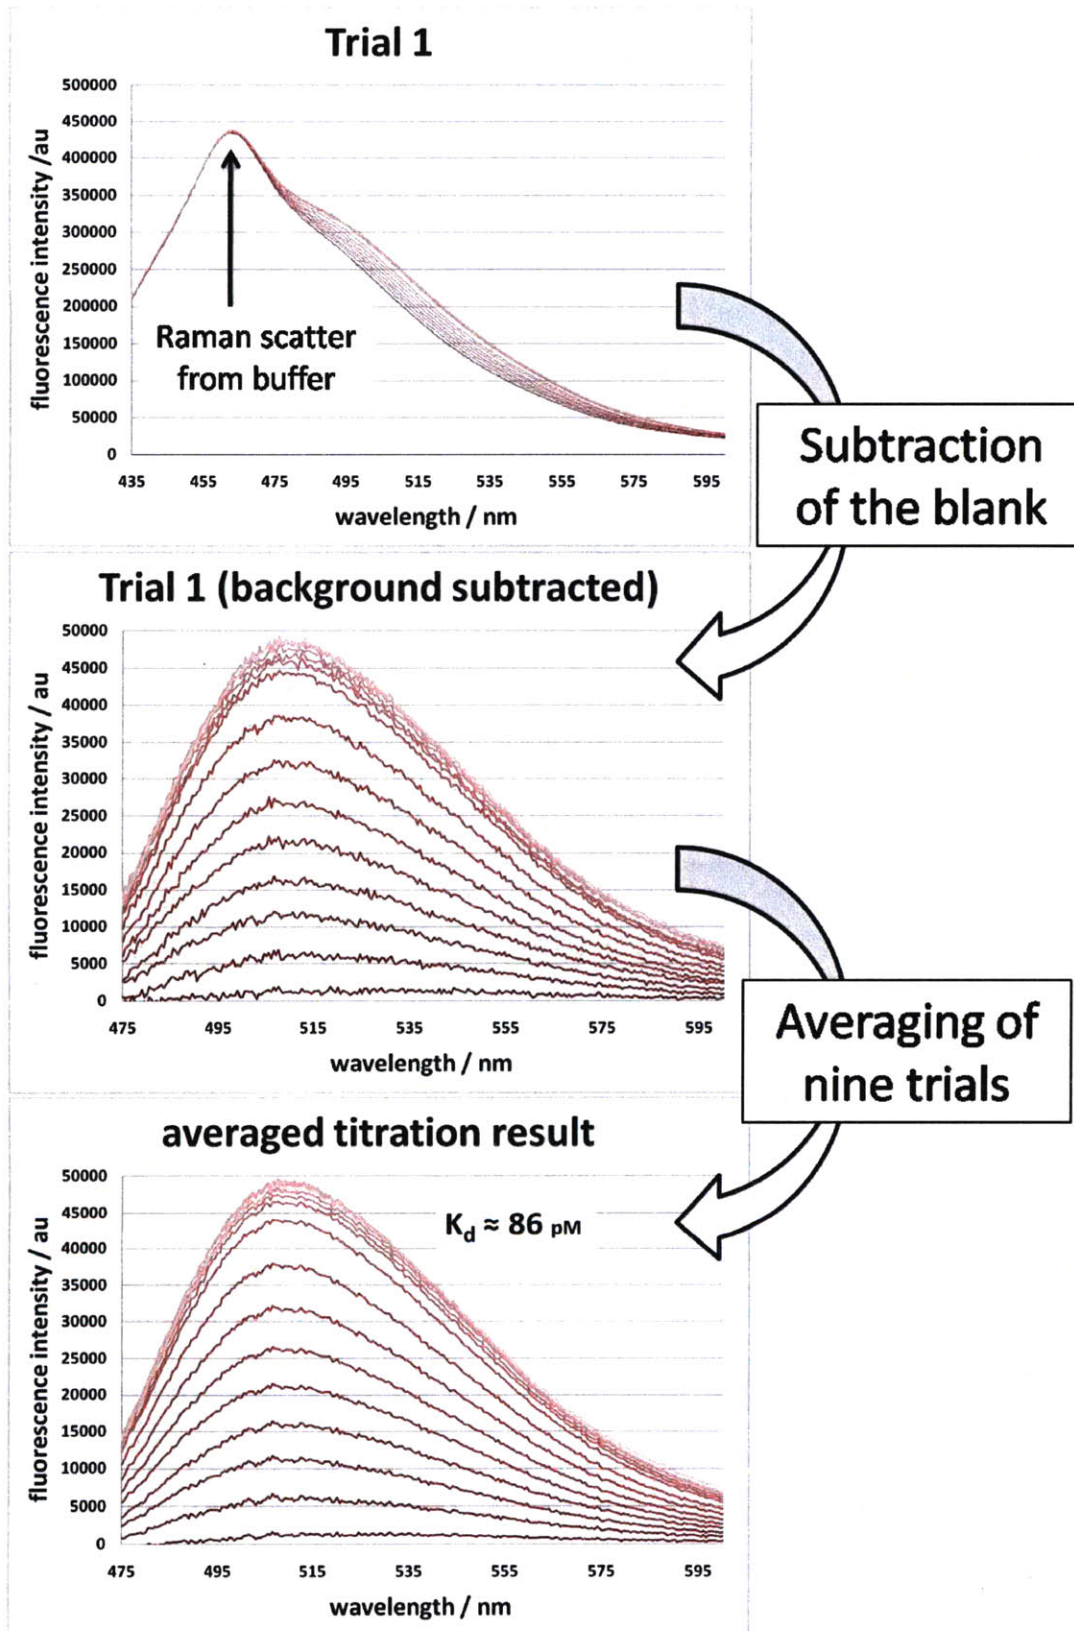 Trial 1
500000
450000
400000
350000
300000
250000
200000
150000
100000
50000
0
fluorescence intensity /au
Raman scatter
from buffer
435 455 475 495 515 535 555 575 595
wavelength / nm
Subtraction
of the blank
Trial 1 (background subtracted)
50000
45000
40000
35000
30000
25000
20000
15000
10000
5000
0
fluorescence intensity / au
475 495 515 535 555 575 595
wavelength / nm
Averaging of
nine trials
averaged titration result
50000
45000
40000
35000
30000
25000
20000
15000
10000
5000
0
fluorescence intensity / au
Kd ≈ 86 pM
475 495 515 535 555 575 595
wavelength / nm